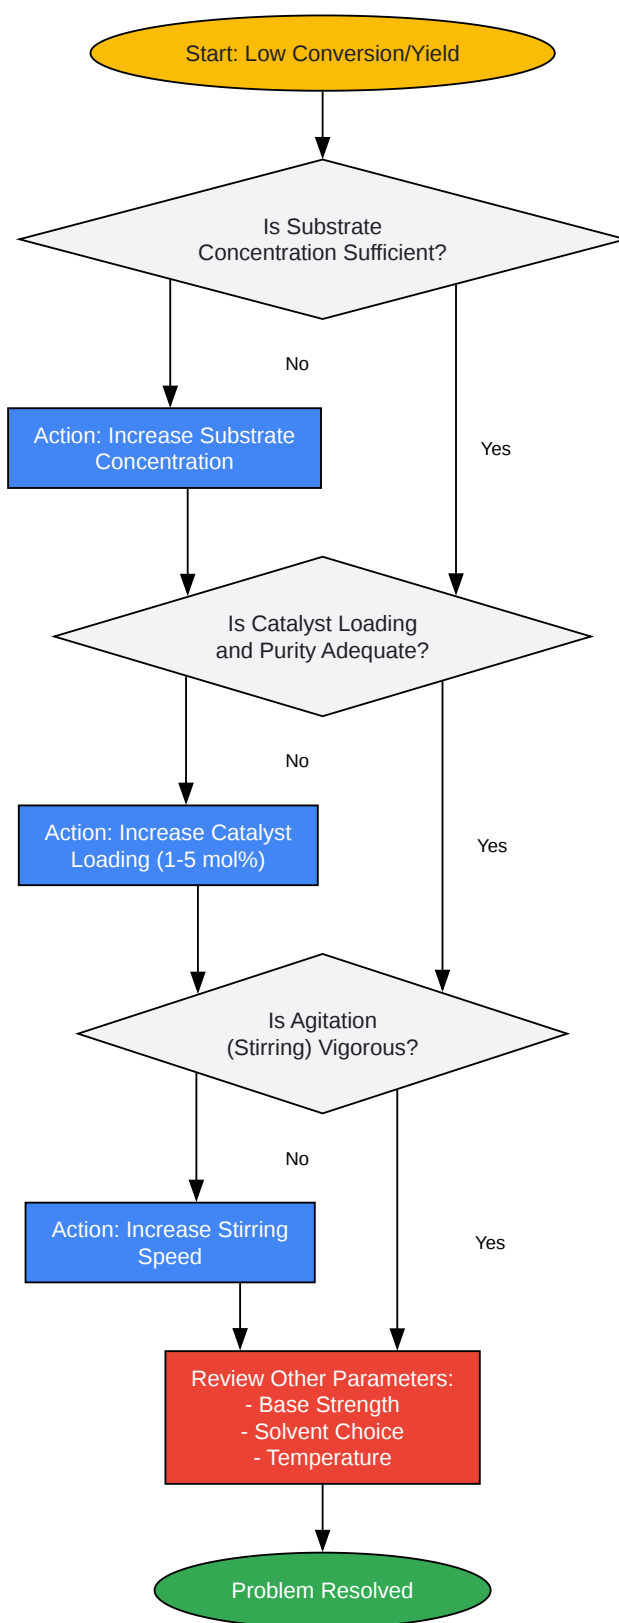 Start: Low Conversion/Yield
Is Substrate
Concentration Sufficient?
No
Action: Increase Substrate
Concentration
Yes
Is Catalyst Loading
and Purity Adequate?
No
Action: Increase Catalyst
Loading (1-5 mol%)
Yes
Is Agitation
(Stirring) Vigorous?
No
Action: Increase Stirring
Speed
Yes
Review Other Parameters:
- Base Strength
- Solvent Choice
- Temperature
Problem Resolved